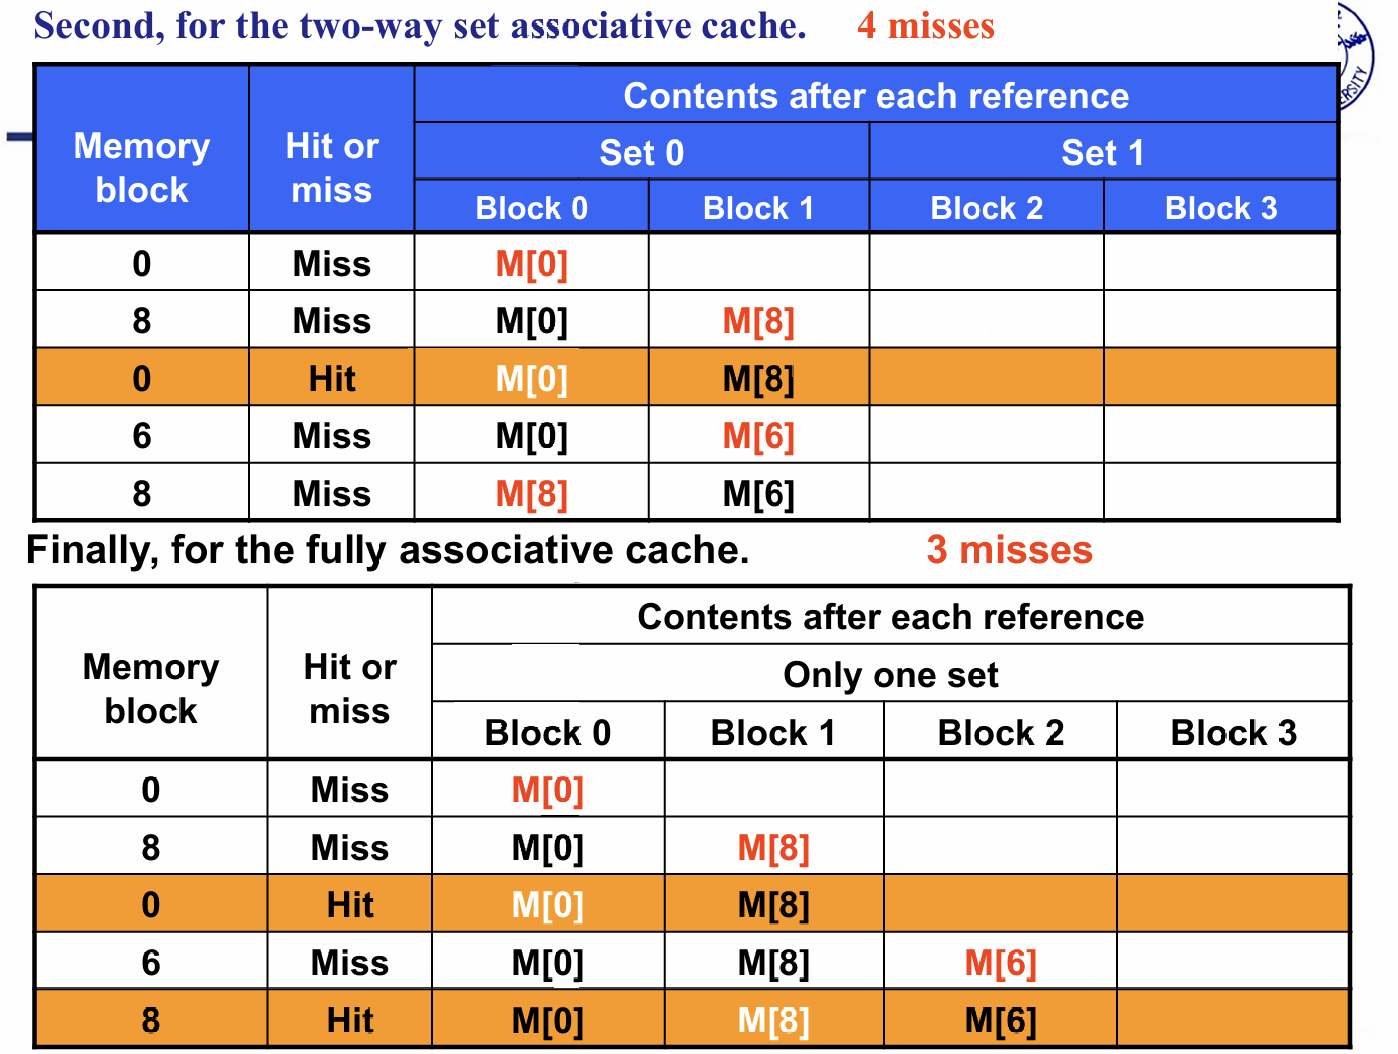 Second, for the two-way set associative cache. 4 misses
RSITY
Contents after each reference
Memory block Hit or miss Set 0 Set 1
Block 0 Block 1 Block 2 Block 3
0 Miss M[0]
8 Miss M[0] M[8]
0 Hit M[0] M[8]
6 Miss M[0] M[6]
8 Miss M[8] M[6]
Finally, for the fully associative cache. 3 misses
Contents after each reference
Memory block Hit or miss Only one set
Block 0 Block 1 Block 2 Block 3
0 Miss M[0]
8 Miss M[0] M[8]
0 Hit M[0] M[8]
6 Miss M[0] M[8] M[6]
8 Hit M[0] M[8] M[6]